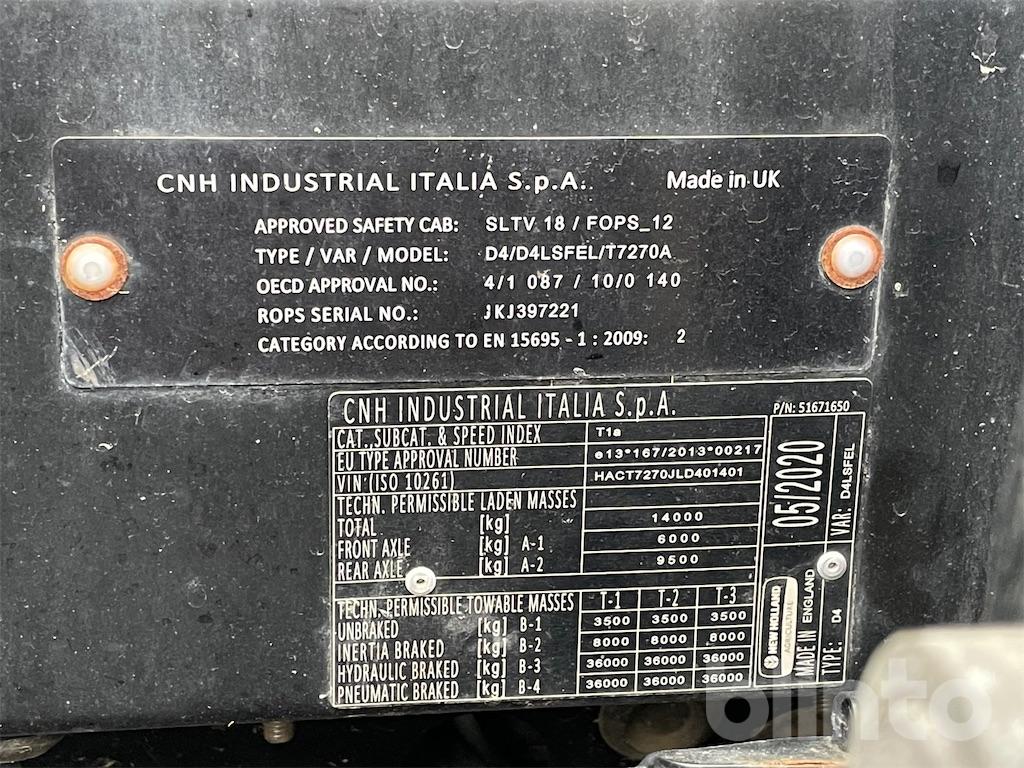 CNH INDUSTRIAL ITALIA S.p.A. Made in UK
APPROVED SAFETY CAB: SLTV 18 / FOPS_12
TYPE / VAR / MODEL: D4/D4LSFEL/T7270A
OECD APPROVAL NO.: 4/1 087 / 10/0 140
ROPS SERIAL NO.: JKJ397221
CATEGORY ACCORDING TO EN 15695 - 1 : 2009: 2
CNH INDUSTRIAL ITALIA S.p.A. P/N: 51671650
CAT., SUBCAT. & SPEED INDEX T1a
EU TYPE APPROVAL NUMBER e13*167/2013*00217
VIN (ISO 10261) HACT7270JLD401401
TECHN. PERMISSIBLE LADEN MASSES
TOTAL [kg] 14000
FRONT AXLE [kg] A-1 6000
REAR AXLE [kg] A-2 9500
TECHN. PERMISSIBLE TOWABLE MASSES T-1 T-2 T-3
UNBRAKED [kg] B-1 3500 3500 3500
INERTIA BRAKED [kg] B-2 8000 8000 8000
HYDRAULIC BRAKED [kg] B-3 36000 36000 36000
PNEUMATIC BRAKED [kg] B-4 36000 36000 36000
05/2020
VAR: D4LSFEL
NEW HOLLAND
AGRICULTURE
MADE IN ENGLAND
TYPE: D4
blinto